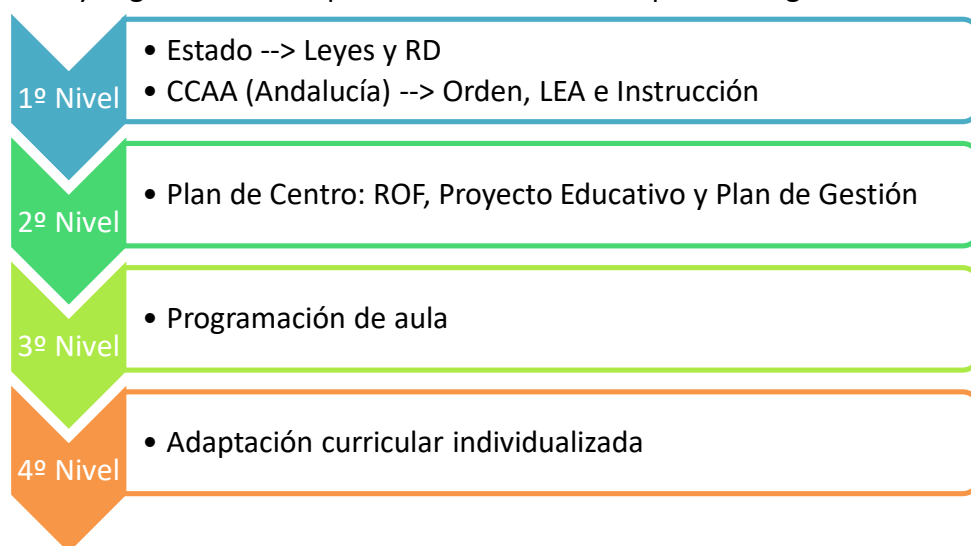 1º Nivel
• Estado --> Leyes y RD
• CCAA (Andalucía) --> Orden, LEA e Instrucción
2º Nivel
• Plan de Centro: ROF, Proyecto Educativo y Plan de Gestión
3º Nivel
• Programación de aula
4º Nivel
• Adaptación curricular individualizada